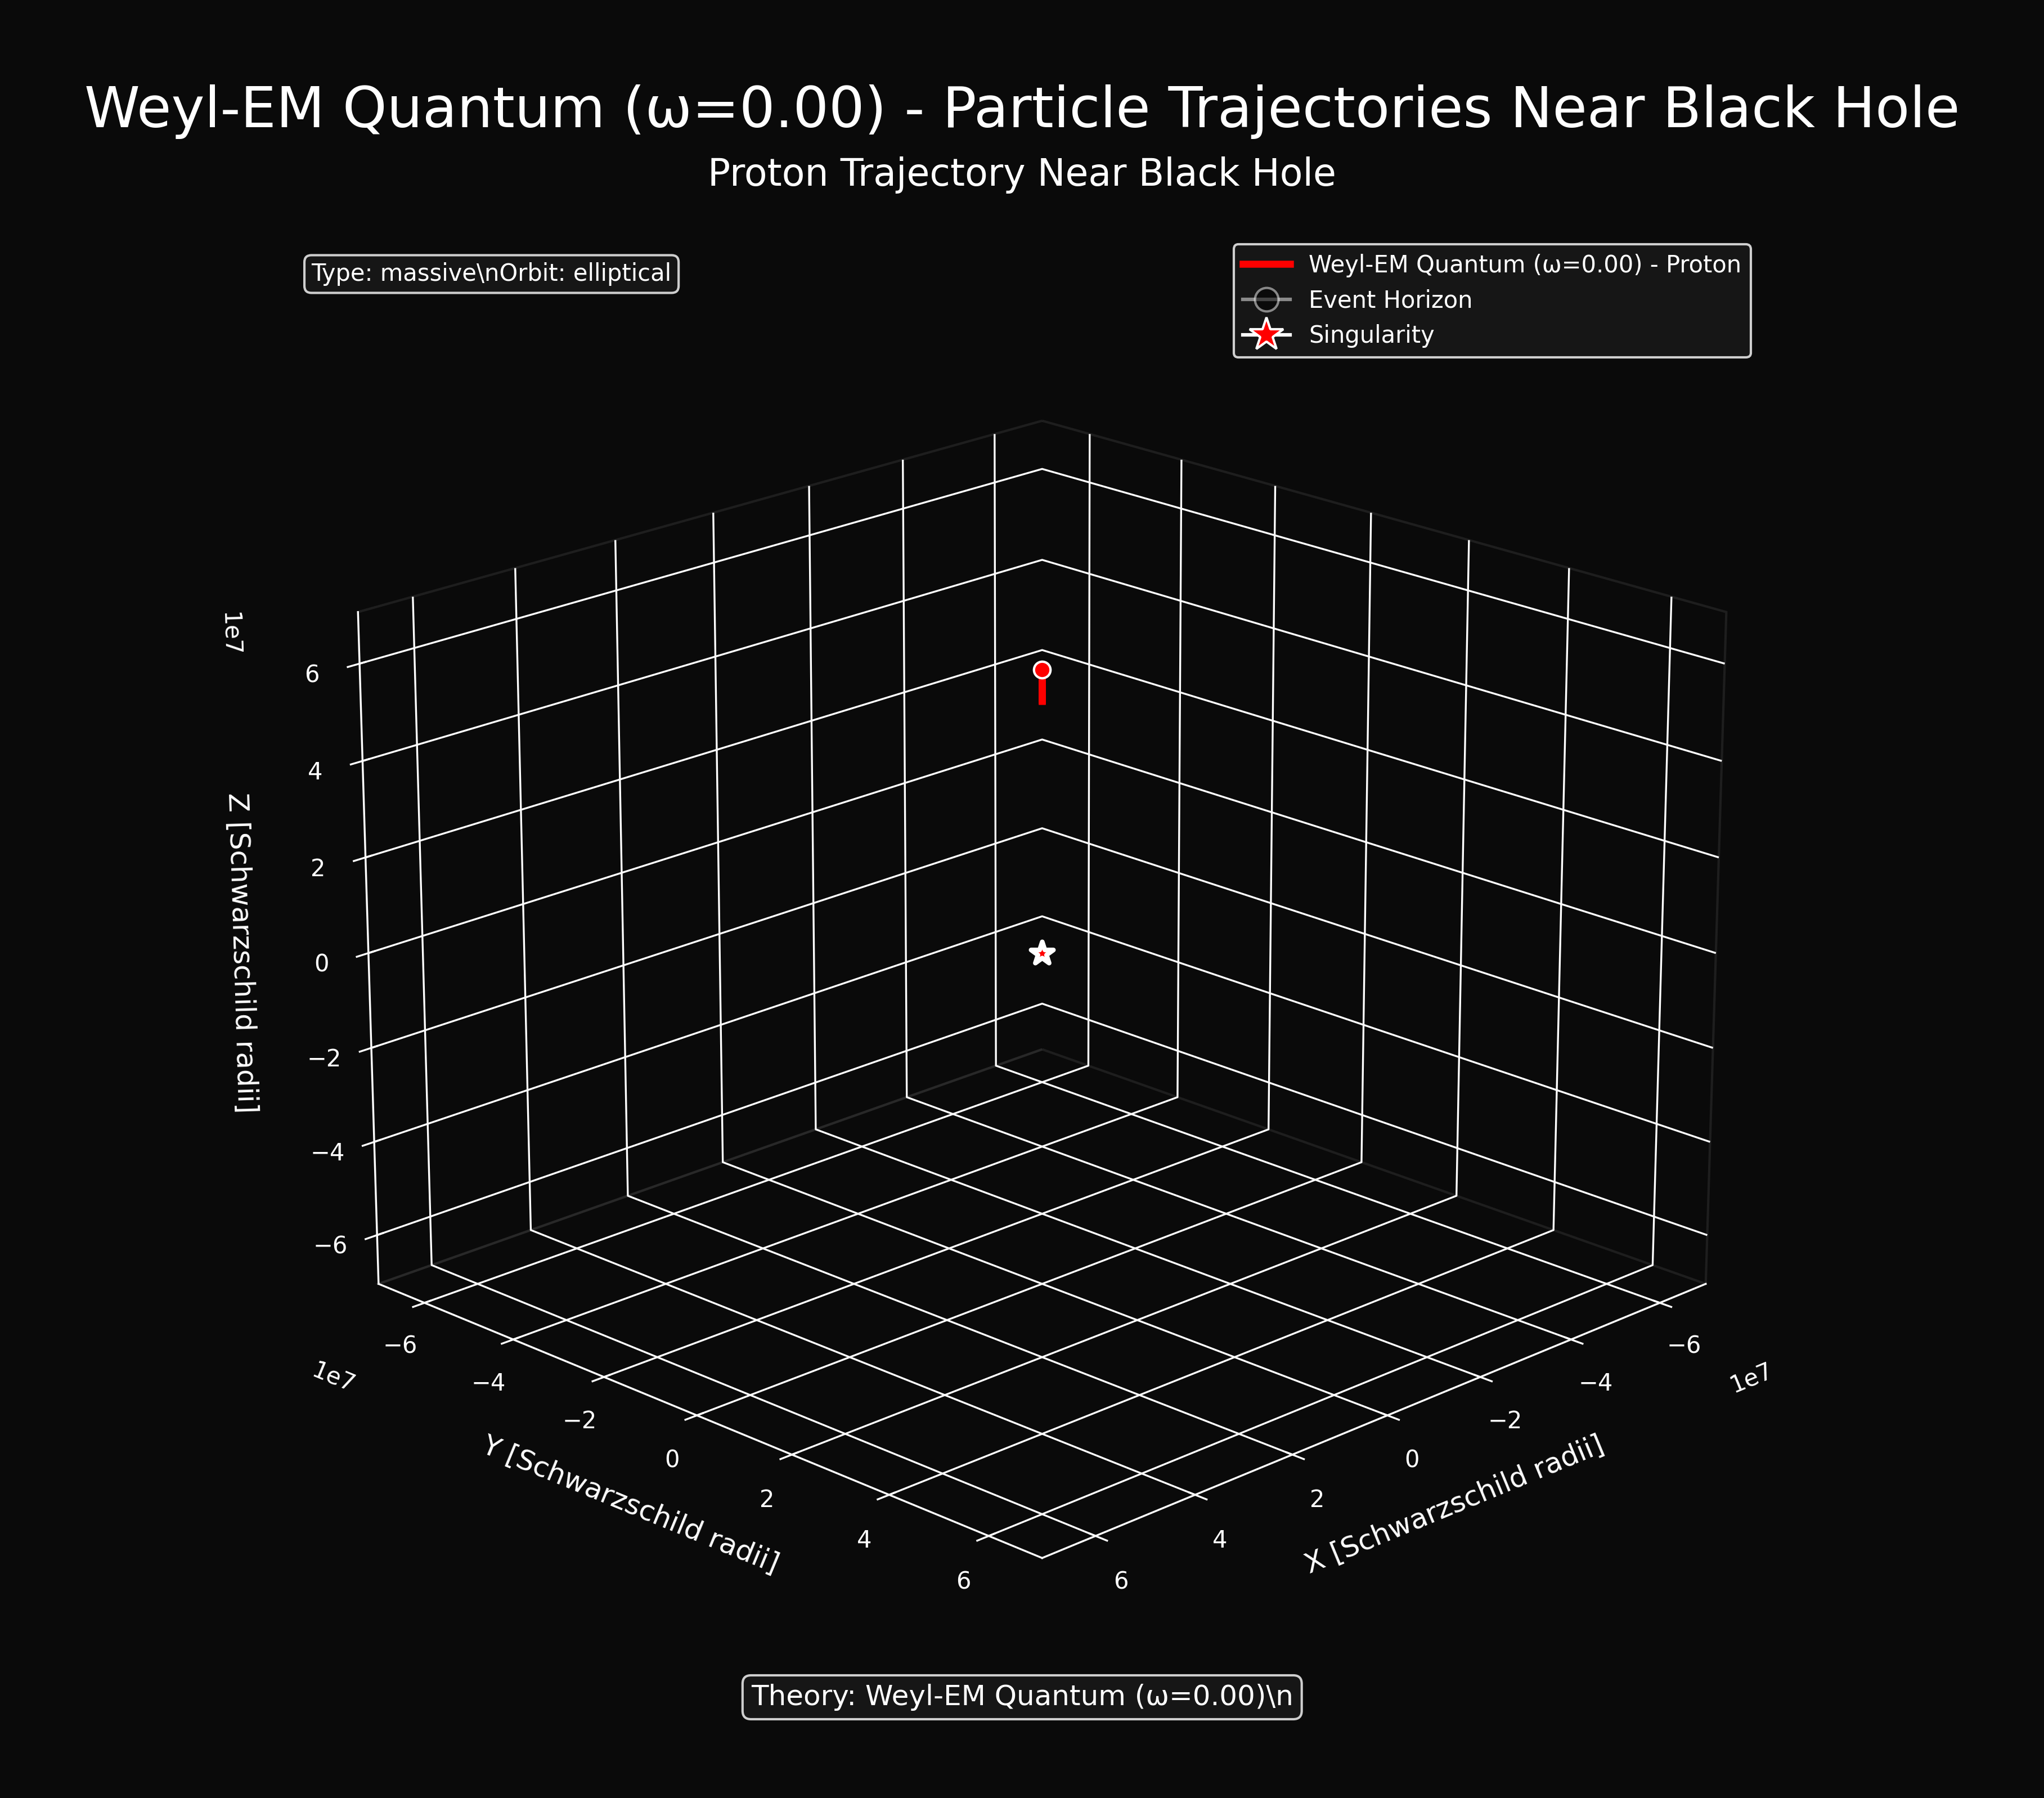 Weyl-EM Quantum (ω=0.00) - Particle Trajectories Near Black Hole
Proton Trajectory Near Black Hole
Type: massive\nOrbit: elliptical
Weyl-EM Quantum (ω=0.00) - Proton
Event Horizon
Singularity
1e7
6
4
2
0
−2
−4
−6
Z [Schwarzschild radii]
−6
−4
−2
0
2
4
6
1e7
Y [Schwarzschild radii]
6
4
2
0
−2
−4
−6
1e7
X [Schwarzschild radii]
Theory: Weyl-EM Quantum (ω=0.00)\n